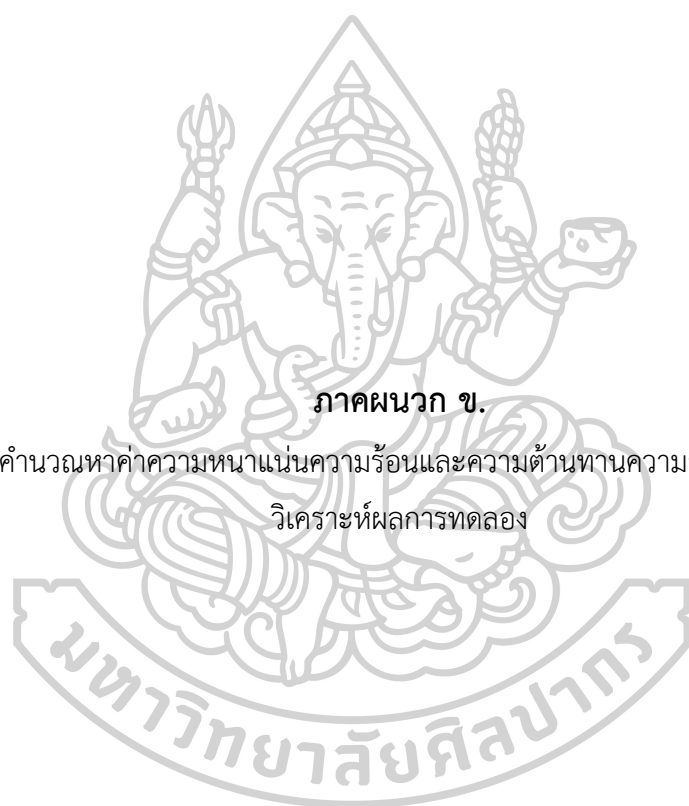 ภาคผนวก ข.
คำนวณหาค่าความหนาแน่นความร้อนและความต้านทานความ
วิเคราะห์ผลการทดลอง
มหาวิทยาลัยศิลปากร